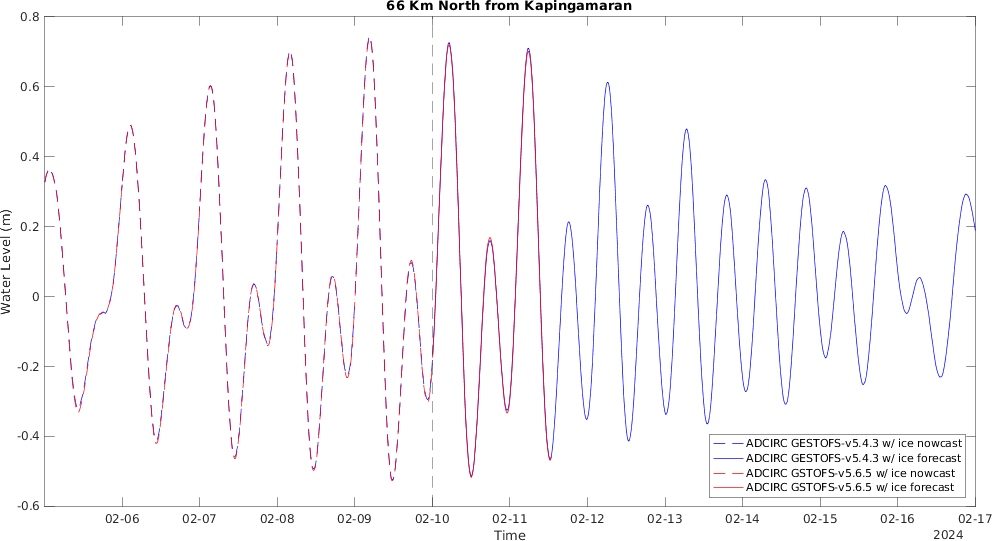 66 Km North from Kapingamaran
Water Level (m)
0.8
0.6
0.4
0.2
0
-0.2
-0.4
-0.6
ADCIRC GESTOFS-v5.4.3 w/ ice nowcast
ADCIRC GESTOFS-v5.4.3 w/ ice forecast
ADCIRC GSTOFS-v5.6.5 w/ ice nowcast
ADCIRC GSTOFS-v5.6.5 w/ ice forecast
02-06 02-07 02-08 02-09 02-10 02-11 02-12 02-13 02-14 02-15 02-16 02-17
Time
2024